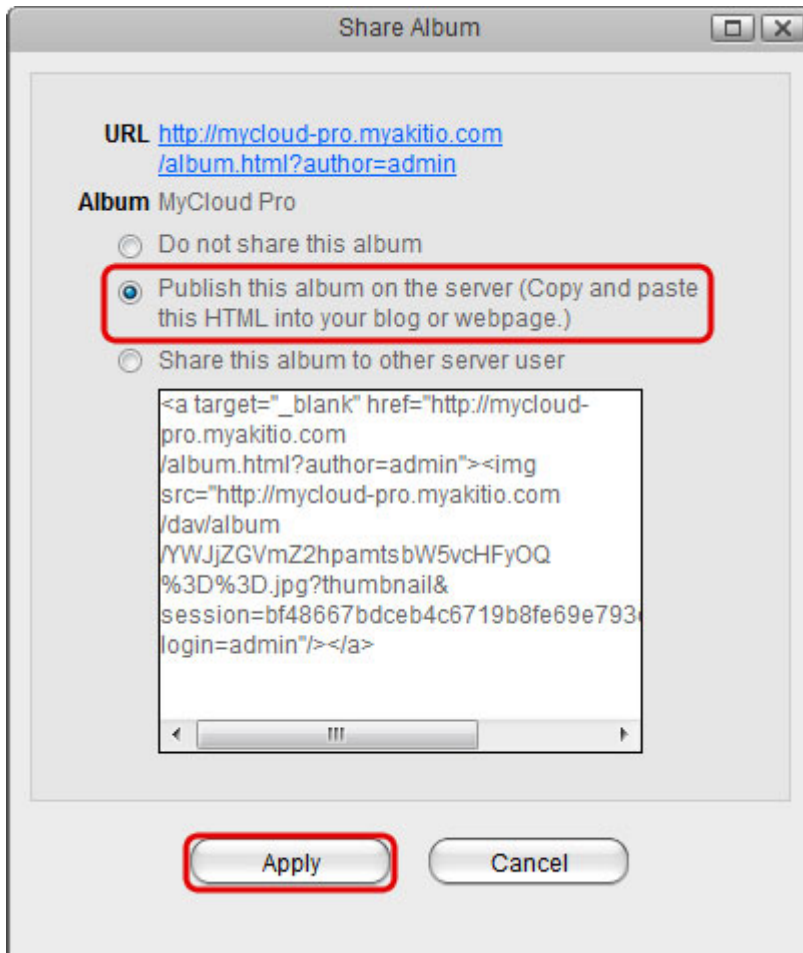 Share Album
URL http://mycloud-pro.myakitio.com
/album.html?author=admin
Album MyCloud Pro
Do not share this album
Publish this album on the server (Copy and paste
this HTML into your blog or webpage.)
Share this album to other server user
<a target="_blank" href="http://mycloud-
pro.myakitio.com
/album.html?author=admin"><img
src="http://mycloud-pro.myakitio.com
/dav/album
/YWJjZGVmZ2hpamtsbW5vcHFyOQ
%3D%3D.jpg?thumbnail&
session=bf48667bdceb4c6719b8fe69e793
login=admin"/></a>
Apply Cancel